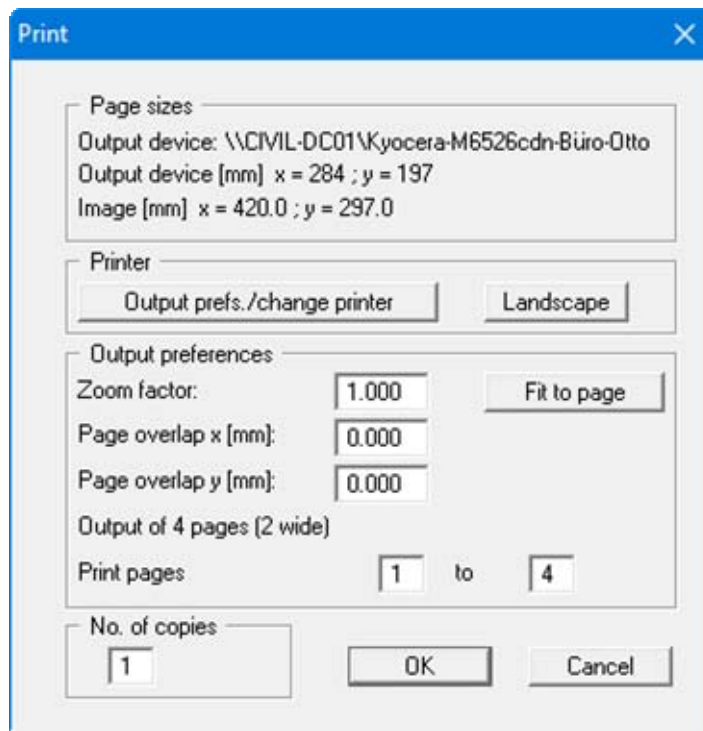 Print
Page sizes
Output device: \\CIVIL-DC01\Kyocera-M6526cdn-Büro-Otto
Output device [mm] x = 284 ; y = 197
Image [mm] x = 420.0 ; y = 297.0
Printer
Output prefs./change printer Landscape
Output preferences
Zoom factor: 1.000 Fit to page
Page overlap x [mm]: 0.000
Page overlap y [mm]: 0.000
Output of 4 pages (2 wide)
Print pages 1 to 4
No. of copies
1 OK Cancel